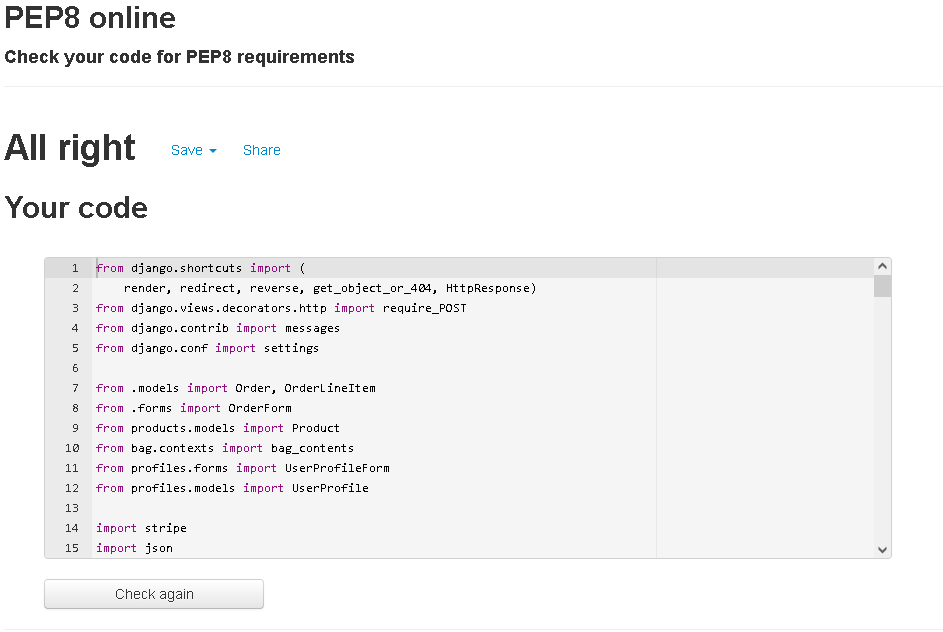 PEP8 online
Check your code for PEP8 requirements
All right Save Share
Your code
1 from django.shortcuts import (
2 render, redirect, reverse, get_object_or_404, HttpResponse)
3 from django.views.decorators.http import require_POST
4 from django.contrib import messages
5 from django.conf import settings
6
7 from .models import Order, OrderLineItem
8 from .forms import OrderForm
9 from products.models import Product
10 from bag.contexts import bag_contents
11 from profiles.forms import UserProfileForm
12 from profiles.models import UserProfile
13
14 import stripe
15 import json
Check again